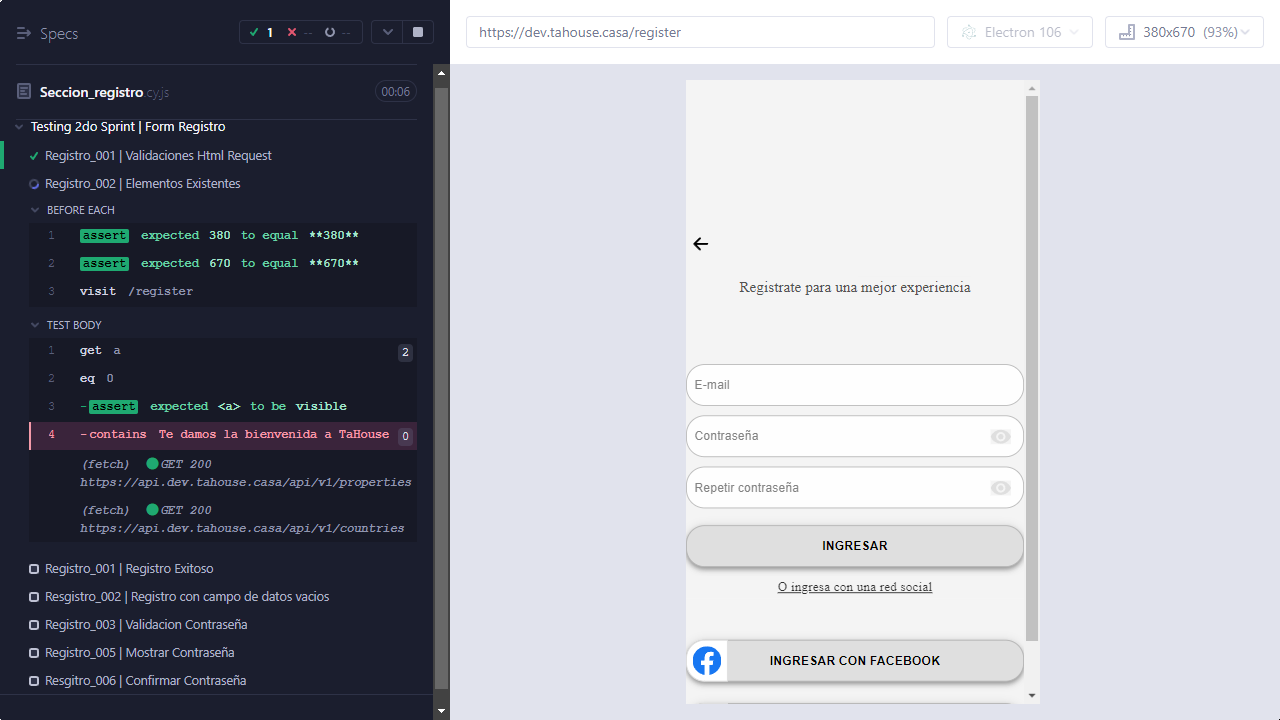 Specs
1
--
--
Seccion_registro.cy.js
00:06
Testing 2do Sprint | Form Registro
Registro_001 | Validaciones Html Request
Registro_002 | Elementos Existentes
BEFORE EACH
1 assert expected 380 to equal **380**
2 assert expected 670 to equal **670**
3 visit /register
TEST BODY
1 get a 2
2 eq 0
3 -assert expected <a> to be visible
4 -contains Te damos la bienvenida a TaHouse 0
(fetch) GET 200
https://api.dev.tahouse.casa/api/v1/properties
(fetch) GET 200
https://api.dev.tahouse.casa/api/v1/countries
Registro_001 | Registro Exitoso
Resgistro_002 | Registro con campo de datos vacios
Registro_003 | Validacion Contraseña
Registro_005 | Mostrar Contraseña
Resgitro_006 | Confirmar Contraseña
https://dev.tahouse.casa/register
Electron 106
380x670 (93%)
Registrate para una mejor experiencia
E-mail
Contraseña
Repetir contraseña
INGRESAR
O ingresa con una red social
INGRESAR CON FACEBOOK